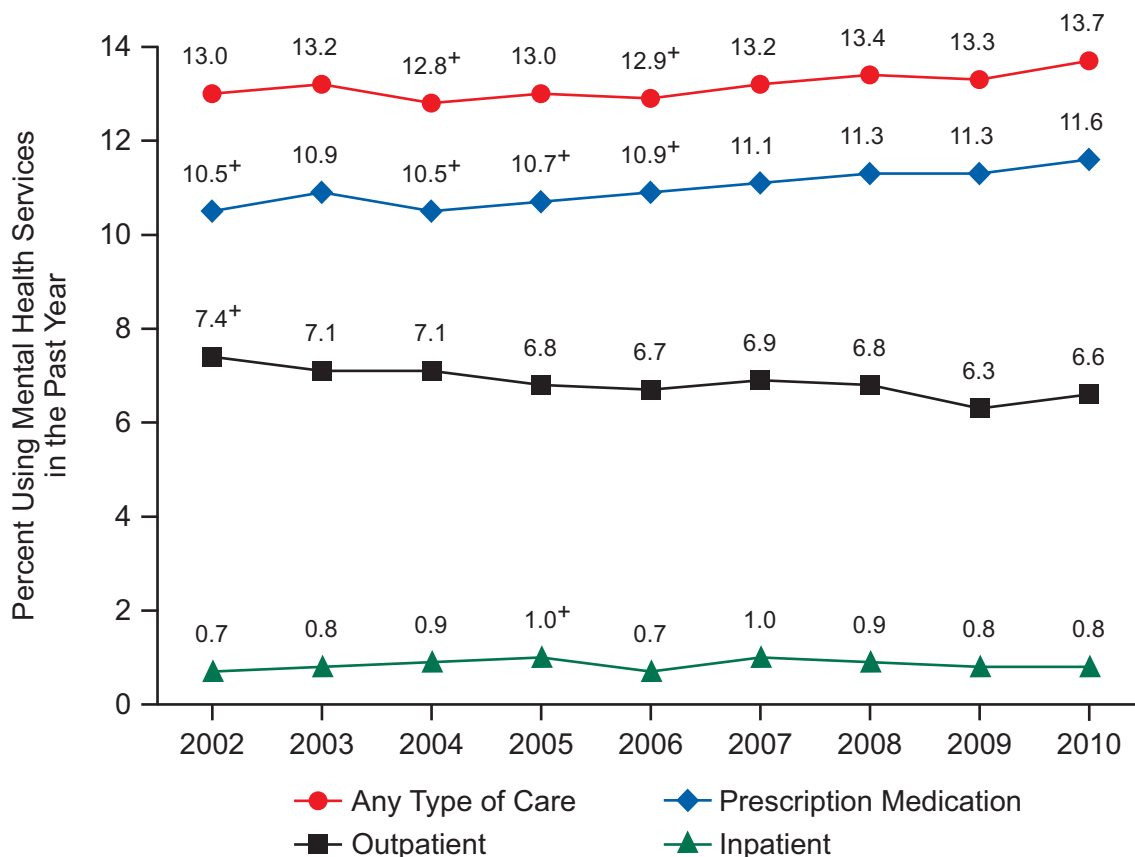 Percent Using Mental Health Services
in the Past Year
14
12
10
8
6
4
2
0
13.0 13.2 12.8+ 13.0 12.9+ 13.2 13.4 13.3 13.7
10.5+ 10.9 10.5+ 10.7+ 10.9+ 11.1 11.3 11.3 11.6
7.4+ 7.1 7.1 6.8 6.7 6.9 6.8 6.3 6.6
0.7 0.8 0.9 1.0+ 0.7 1.0 0.9 0.8 0.8
2002 2003 2004 2005 2006 2007 2008 2009 2010
Any Type of Care Prescription Medication
Outpatient Inpatient